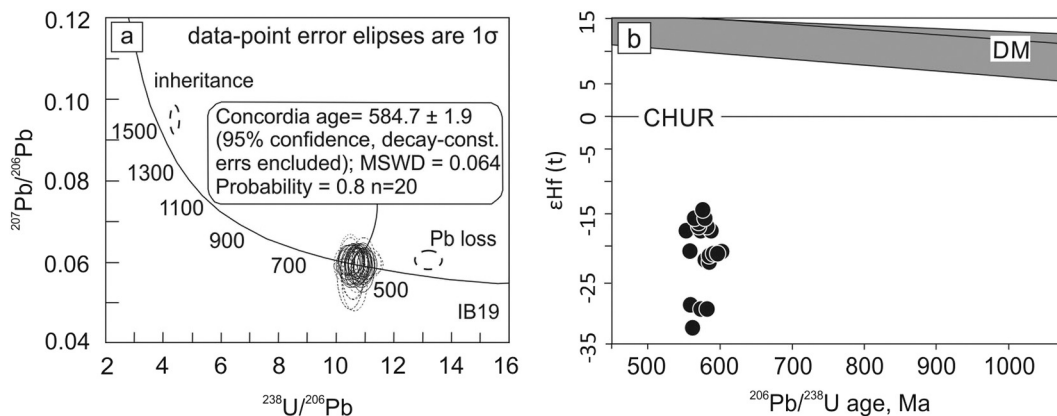 a
data-point error elipses are 1σ
inheritance
Concordia age= 584.7 ± 1.9
(95% confidence, decay-const.
errs encluded); MSWD = 0.064
Probability = 0.8 n=20
1500
1300
1100
900
700
500
Pb loss
IB19
0.12
0.10
0.08
0.06
0.04
²⁰⁷Pb/²⁰⁶Pb
2 4 6 8 10 12 14 16
²³⁸U/²⁰⁶Pb
b
DM
CHUR
15
5
0
-5
-15
-25
-35
εHf (t)
500 600 700 800 900 1000
²⁰⁶Pb/²³⁸U age, Ma